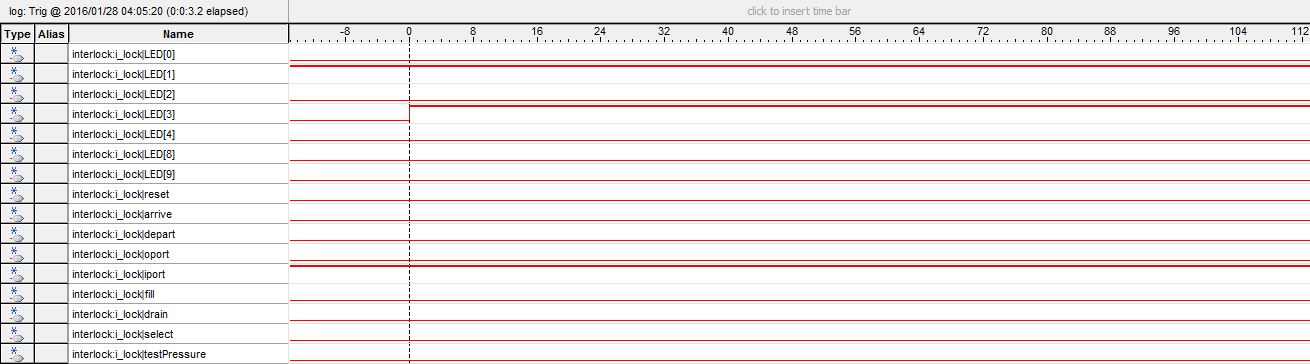 log: Trig @ 2016/01/28 04:05:20 (0:0:3.2 elapsed) click to insert time bar
Type Alias Name -8 0 8 16 24 32 40 48 56 64 72 80 88 96 104 112
interlock:i_lock|LED[0]
interlock:i_lock|LED[1]
interlock:i_lock|LED[2]
interlock:i_lock|LED[3]
interlock:i_lock|LED[4]
interlock:i_lock|LED[8]
interlock:i_lock|LED[9]
interlock:i_lock|reset
interlock:i_lock|arrive
interlock:i_lock|depart
interlock:i_lock|oport
interlock:i_lock|iport
interlock:i_lock|fill
interlock:i_lock|drain
interlock:i_lock|select
interlock:i_lock|testPressure